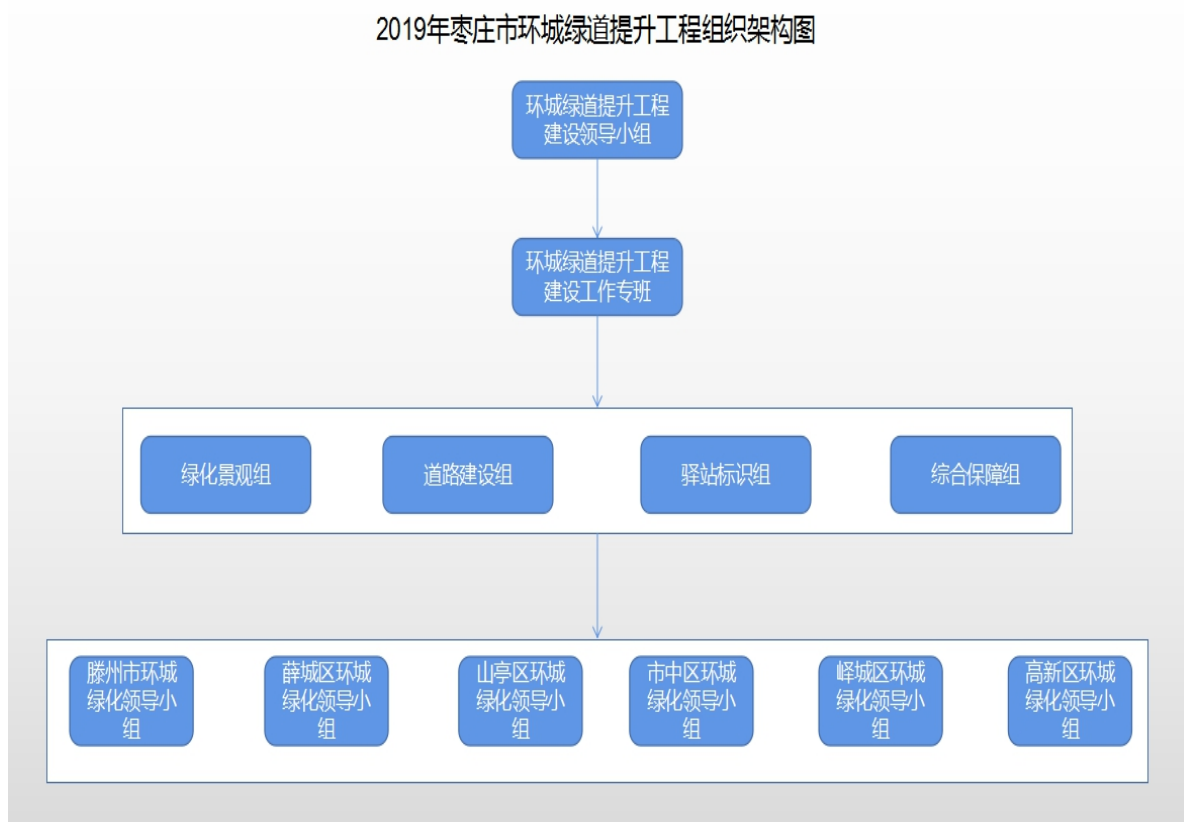 2019年枣庄市环城绿道提升工程组织架构图
环城绿道提升工程
建设领导小组
环城绿道提升工程
建设工作专班
绿化景观组
道路建设组
驿站标识组
综合保障组
滕州市环城
绿化领导小
组
薛城区环城
绿化领导小
组
山亭区环城
绿化领导小
组
市中区环城
绿化领导小
组
峄城区环城
绿化领导小
组
高新区环城
绿化领导小
组